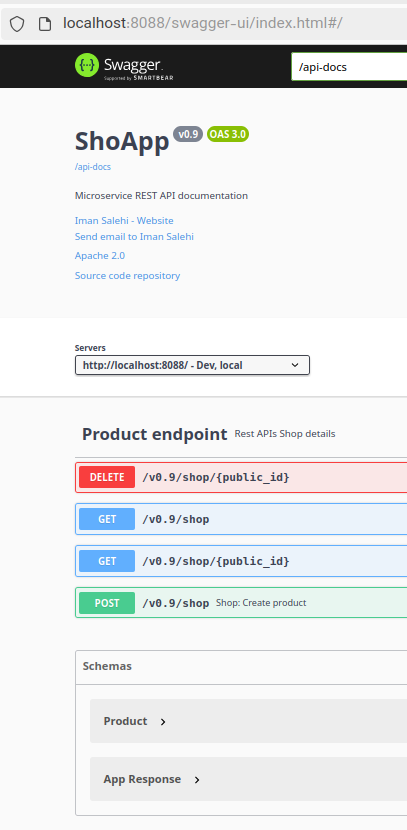 localhost:8088/swagger-ui/index.html#/
{··} Swagger.
Supported by SMARTBEAR
/api-docs
ShoApp v0.9 OAS 3.0
/api-docs
Microservice REST API documentation
Iman Salehi - Website
Send email to Iman Salehi
Apache 2.0
Source code repository
Servers
http://localhost:8088/ - Dev, local
Product endpoint Rest APIs Shop details
DELETE /v0.9/shop/{public_id}
GET /v0.9/shop
GET /v0.9/shop/{public_id}
POST /v0.9/shop Shop: Create product
Schemas
Product
App Response